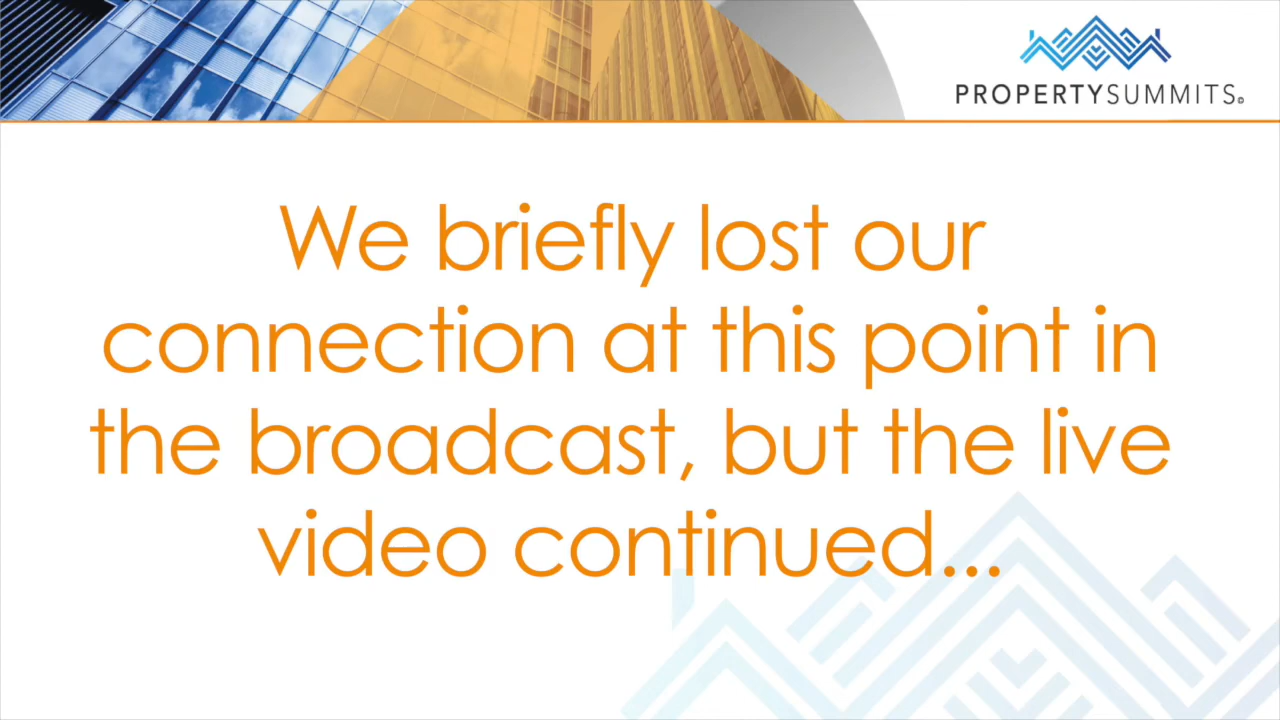 PROPERTYSUMMITS
We briefly lost our
connection at this point in
the broadcast, but the live
video continued...